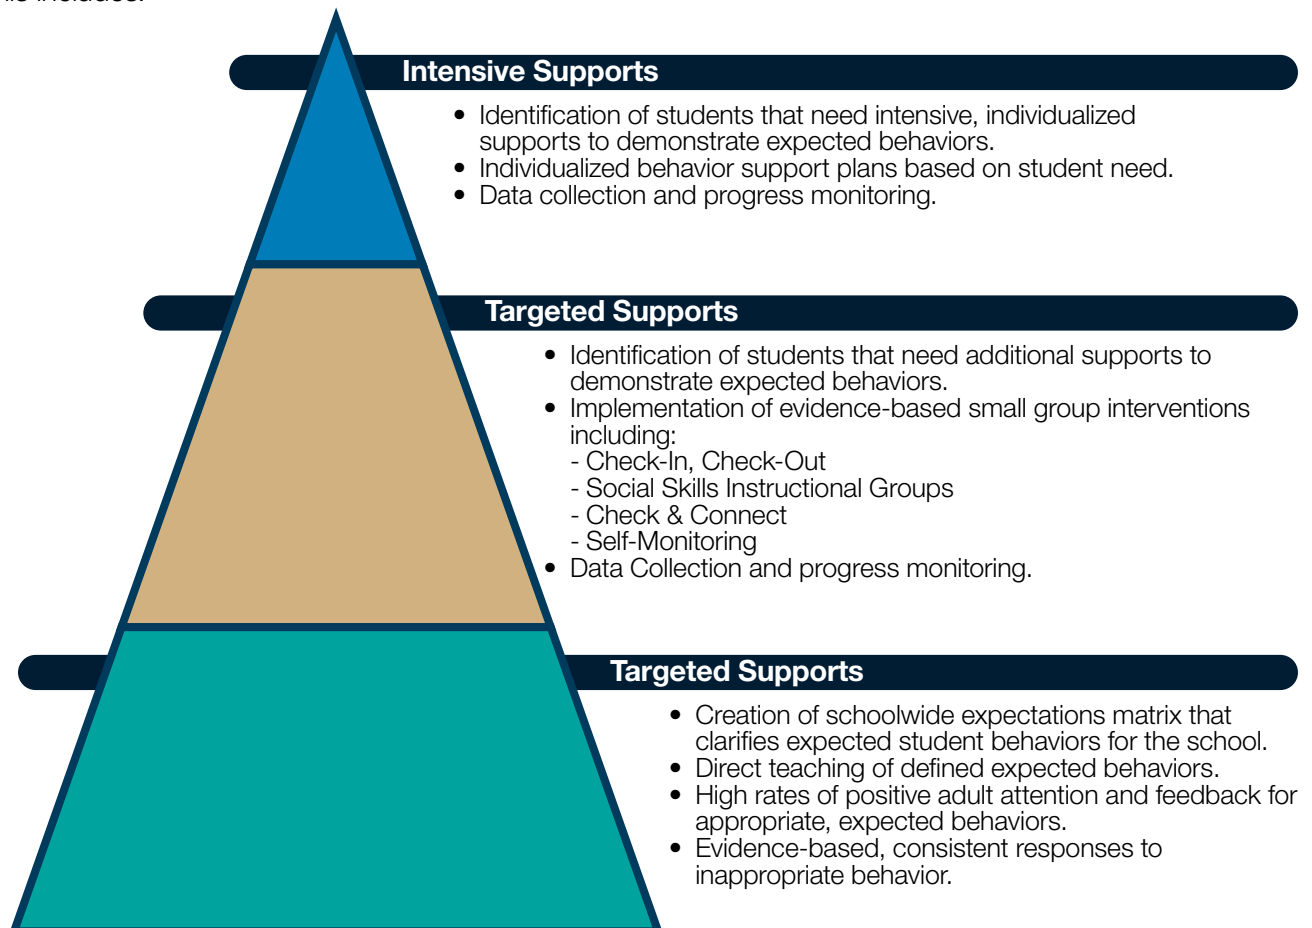 Intensive Supports
• Identification of students that need intensive, individualized
supports to demonstrate expected behaviors.
• Individualized behavior support plans based on student need.
• Data collection and progress monitoring.
Targeted Supports
• Identification of students that need additional supports to
demonstrate expected behaviors.
• Implementation of evidence-based small group interventions
including:
- Check-In, Check-Out
- Social Skills Instructional Groups
- Check & Connect
- Self-Monitoring
• Data Collection and progress monitoring.
Targeted Supports
• Creation of schoolwide expectations matrix that
clarifies expected student behaviors for the school.
• Direct teaching of defined expected behaviors.
• High rates of positive adult attention and feedback for
appropriate, expected behaviors.
• Evidence-based, consistent responses to
inappropriate behavior.